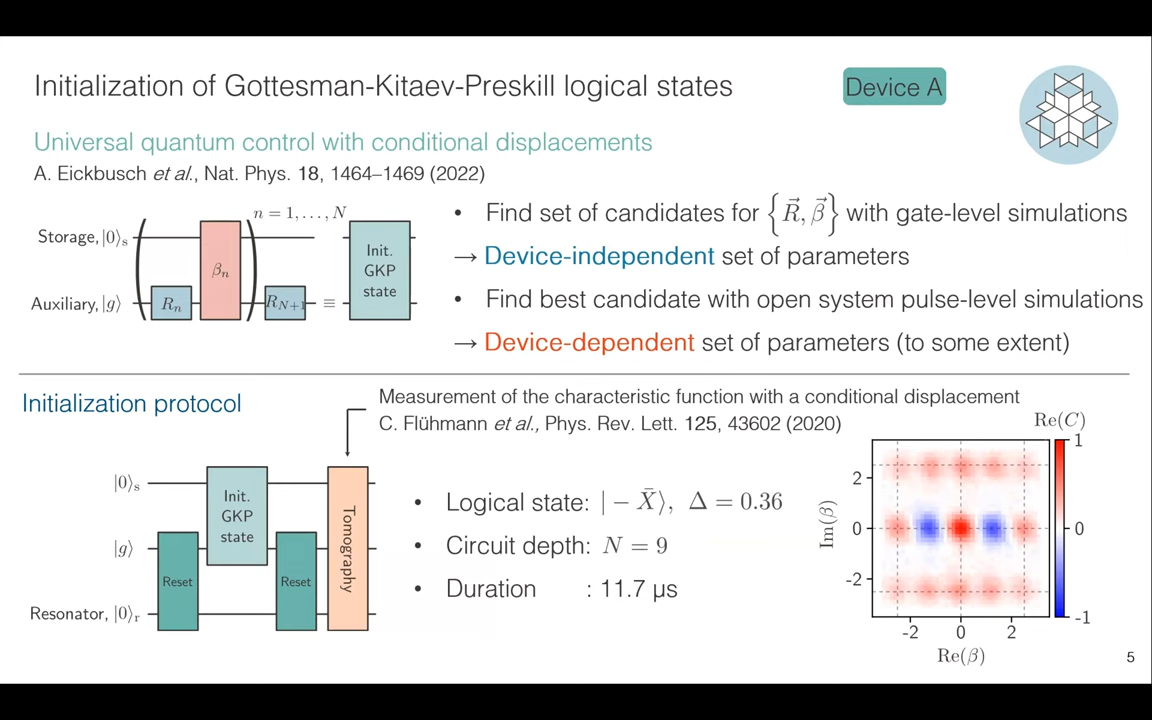 Initialization of Gottesman-Kitaev-Preskill logical states
Device A
Universal quantum control with conditional displacements
A. Eickbusch et al., Nat. Phys. 18, 1464–1469 (2022)
n = 1, . . . , N
Storage, |0⟩s
Auxiliary, |g⟩
Rn
βn
RN+1
≡
Init.
GKP
state
• Find set of candidates for {R⃗, β⃗} with gate-level simulations
→ Device-independent set of parameters
• Find best candidate with open system pulse-level simulations
→ Device-dependent set of parameters (to some extent)
Initialization protocol
Measurement of the characteristic function with a conditional displacement
C. Flühmann et al., Phys. Rev. Lett. 125, 43602 (2020)
|0⟩s
|g⟩
Resonator, |0⟩r
Reset
Init.
GKP
state
Reset
Tomography
• Logical state: | − X̄⟩, Δ = 0.36
• Circuit depth: N = 9
• Duration : 11.7 µs
Re(C)
1
0
-1
Im(β)
2
0
-2
-2 0 2
Re(β)
5